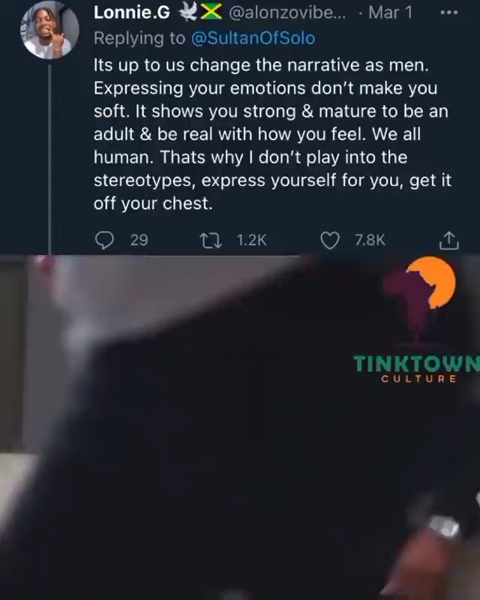 Lonnie.G 🕊🇯🇲 @alonzovibe... · Mar 1
Replying to @SultanOfSolo
Its up to us change the narrative as men.
Expressing your emotions don’t make you
soft. It shows you strong & mature to be an
adult & be real with how you feel. We all
human. Thats why I don’t play into the
stereotypes, express yourself for you, get it
off your chest.
29 1.2K 7.8K
TINKTOWN
CULTURE